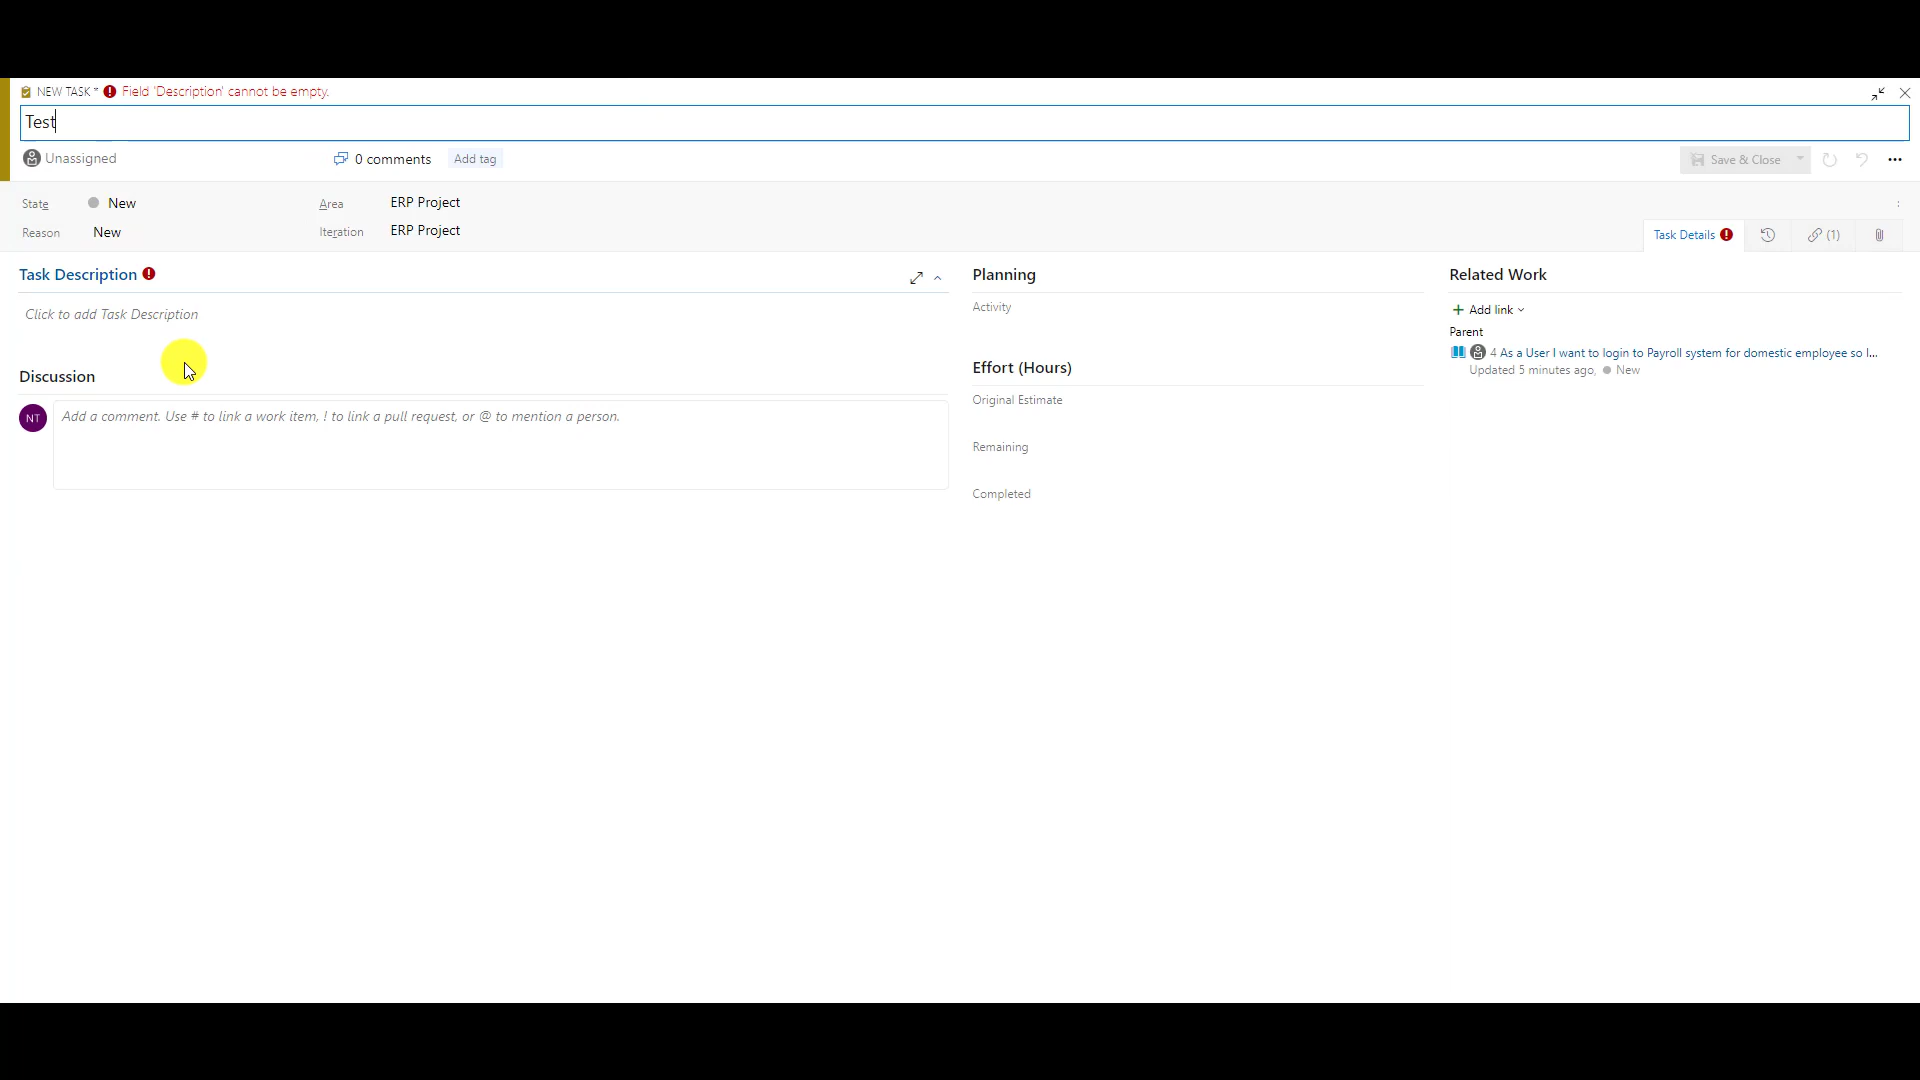 NEW TASK * Field 'Description' cannot be empty.
Test
Unassigned
0 comments
Add tag
Save & Close
State
New
Area
ERP Project
Reason
New
Iteration
ERP Project
Task Details
(1)
Task Description
Click to add Task Description
Discussion
NT
Add a comment. Use # to link a work item, ! to link a pull request, or @ to mention a person.
Planning
Activity
Effort (Hours)
Original Estimate
Remaining
Completed
Related Work
+ Add link
Parent
4 As a User I want to login to Payroll system for domestic employee so I...
Updated 5 minutes ago, New